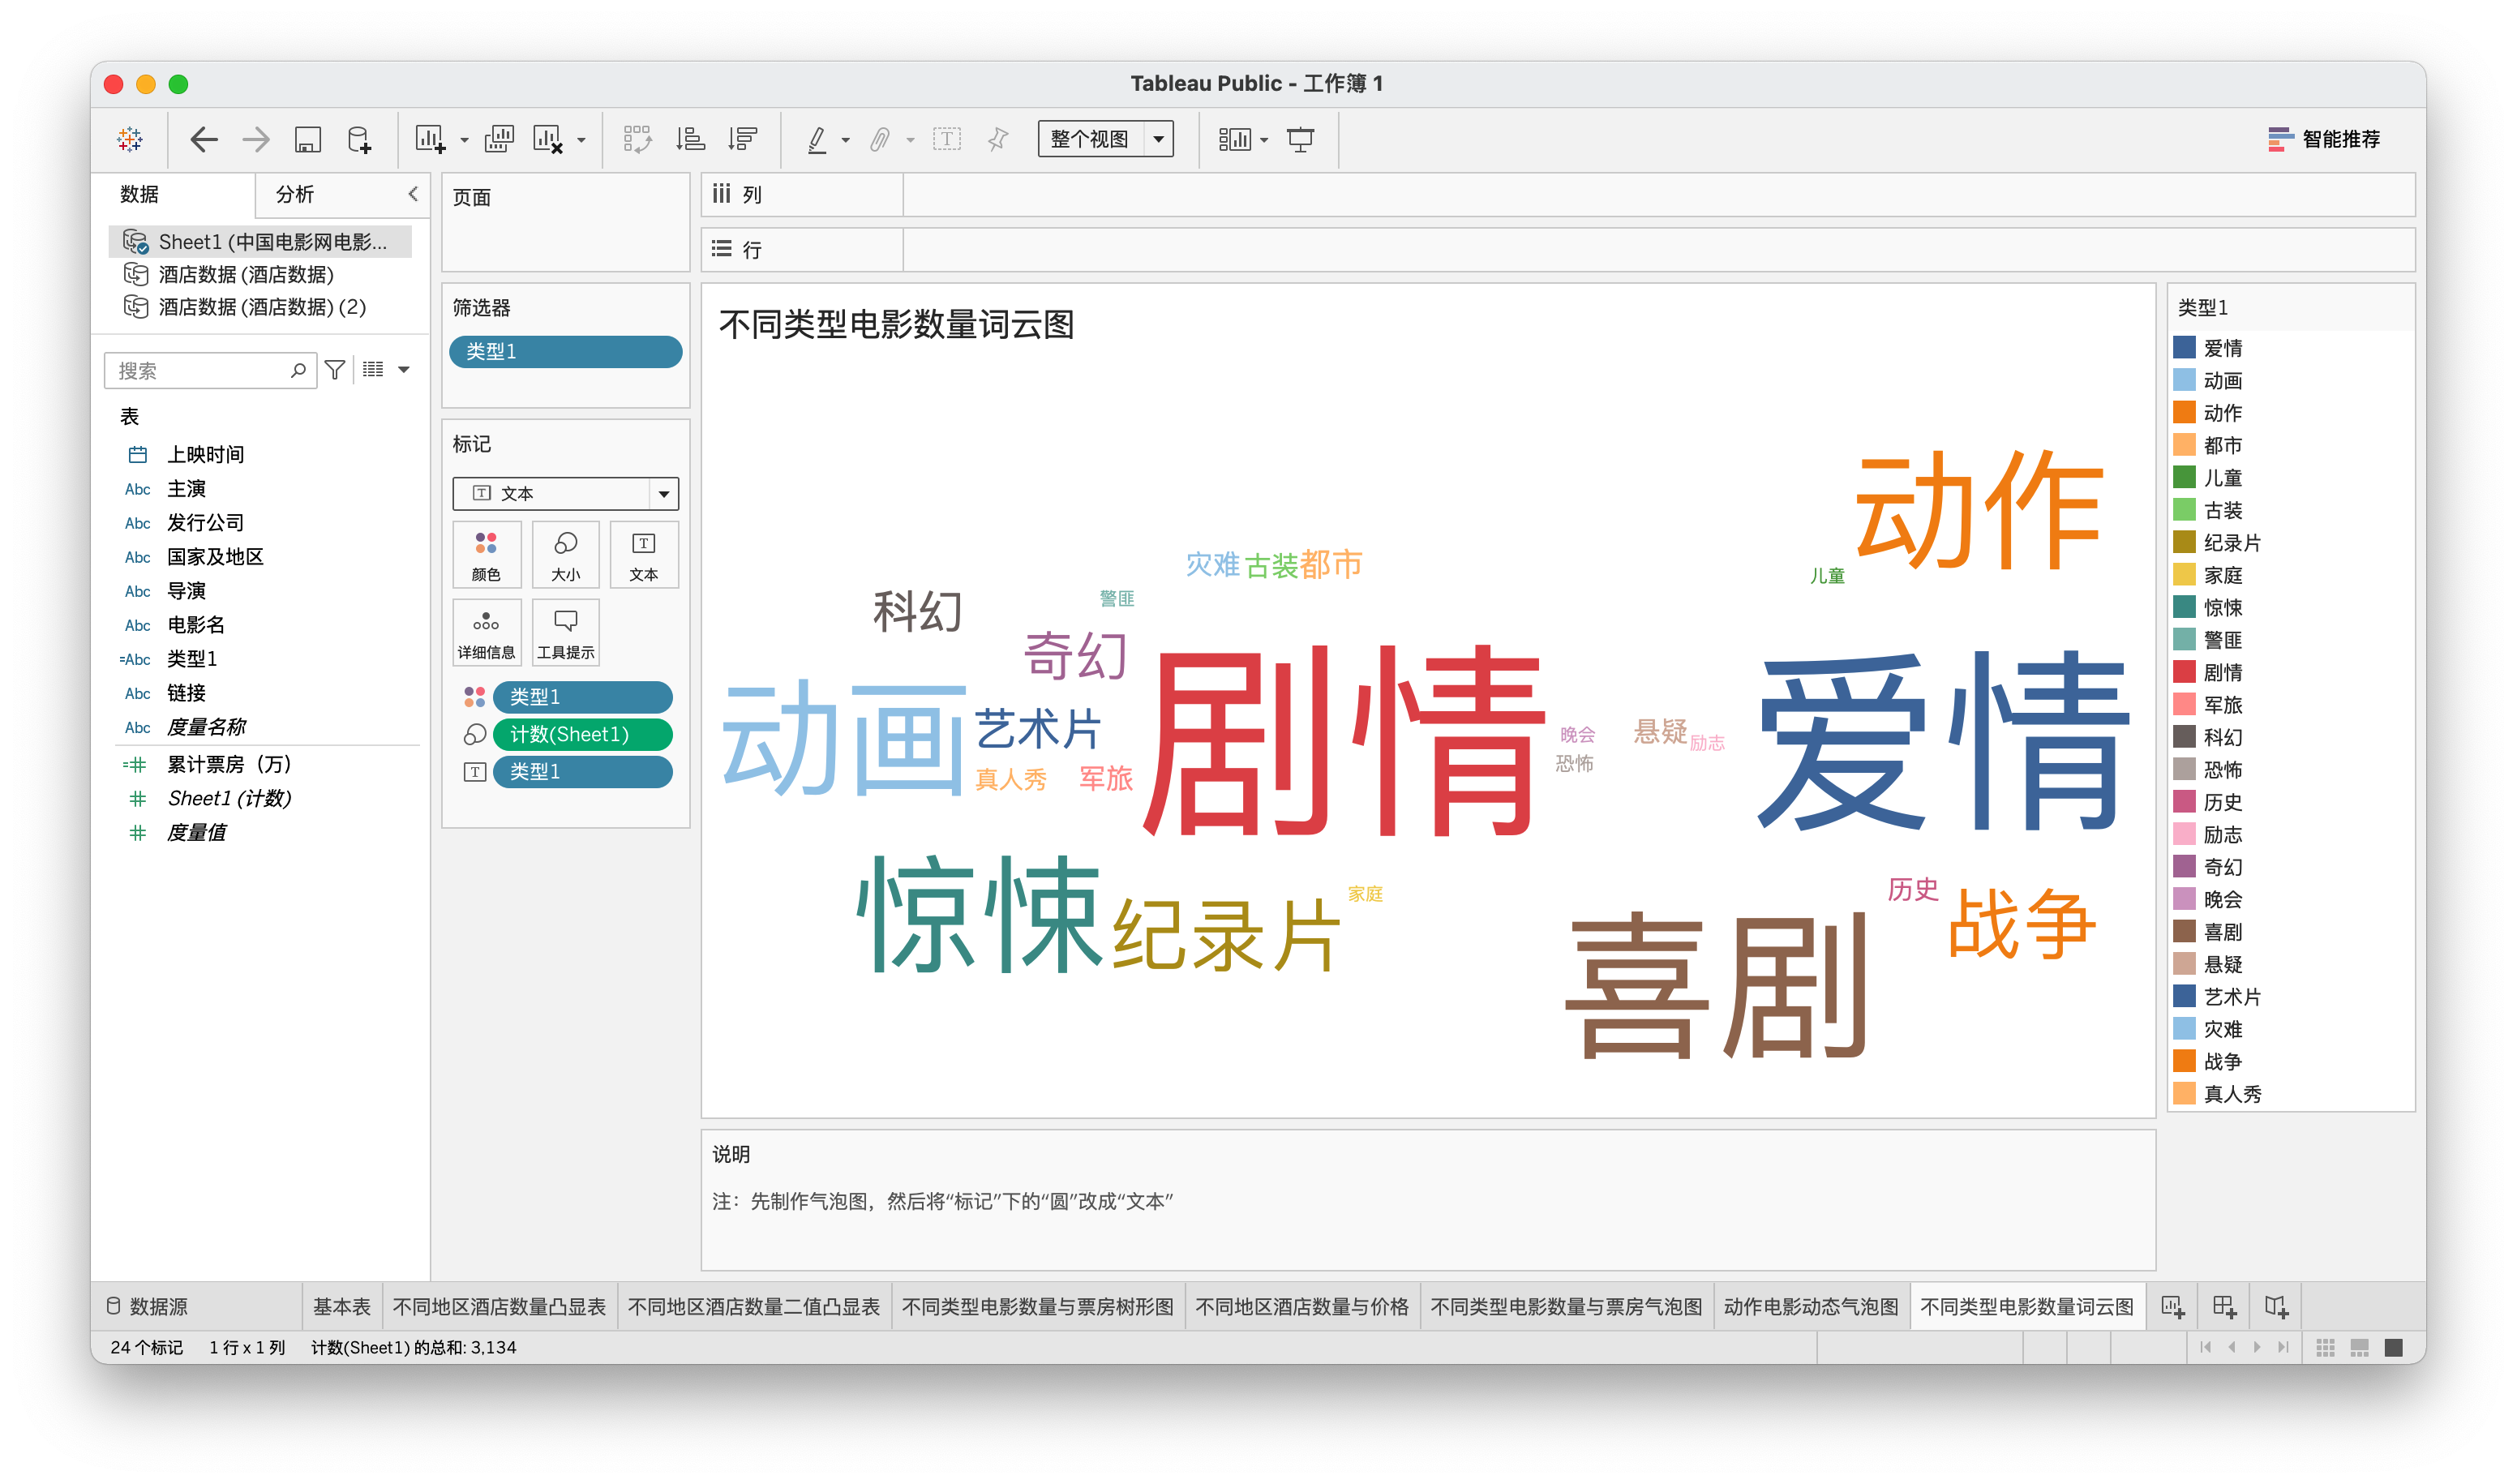 Tableau Public - 工作簿 1
整个视图
智能推荐
数据
分析
Sheet1 (中国电影网电影...
酒店数据 (酒店数据)
酒店数据 (酒店数据) (2)
搜索
表
上映时间
Abc 主演
Abc 发行公司
Abc 国家及地区
Abc 导演
Abc 电影名
=Abc 类型1
Abc 链接
Abc 度量名称
=# 累计票房（万）
# Sheet1 (计数)
# 度量值
页面
筛选器
类型1
标记
T 文本
颜色
大小
T
文本
详细信息
工具提示
类型1
计数(Sheet1)
T 类型1
列
行
不同类型电影数量词云图
动作
灾难
古装
都市
儿童
警匪
科幻
奇幻
剧情
爱情
动画
艺术片
晚会
悬疑
励志
恐怖
真人秀
军旅
惊悚
纪录片
家庭
历史
战争
喜剧
类型1
爱情
动画
动作
都市
儿童
古装
纪录片
家庭
惊悚
警匪
剧情
军旅
科幻
恐怖
历史
励志
奇幻
晚会
喜剧
悬疑
艺术片
灾难
战争
真人秀
说明
注：先制作气泡图，然后将“标记”下的“圆”改成“文本”
数据源
基本表
不同地区酒店数量凸显表
不同地区酒店数量二值凸显表
不同类型电影数量与票房树形图
不同地区酒店数量与价格
不同类型电影数量与票房气泡图
动作电影动态气泡图
不同类型电影数量词云图
24 个标记
1 行 x 1 列
计数(Sheet1) 的总和: 3,134